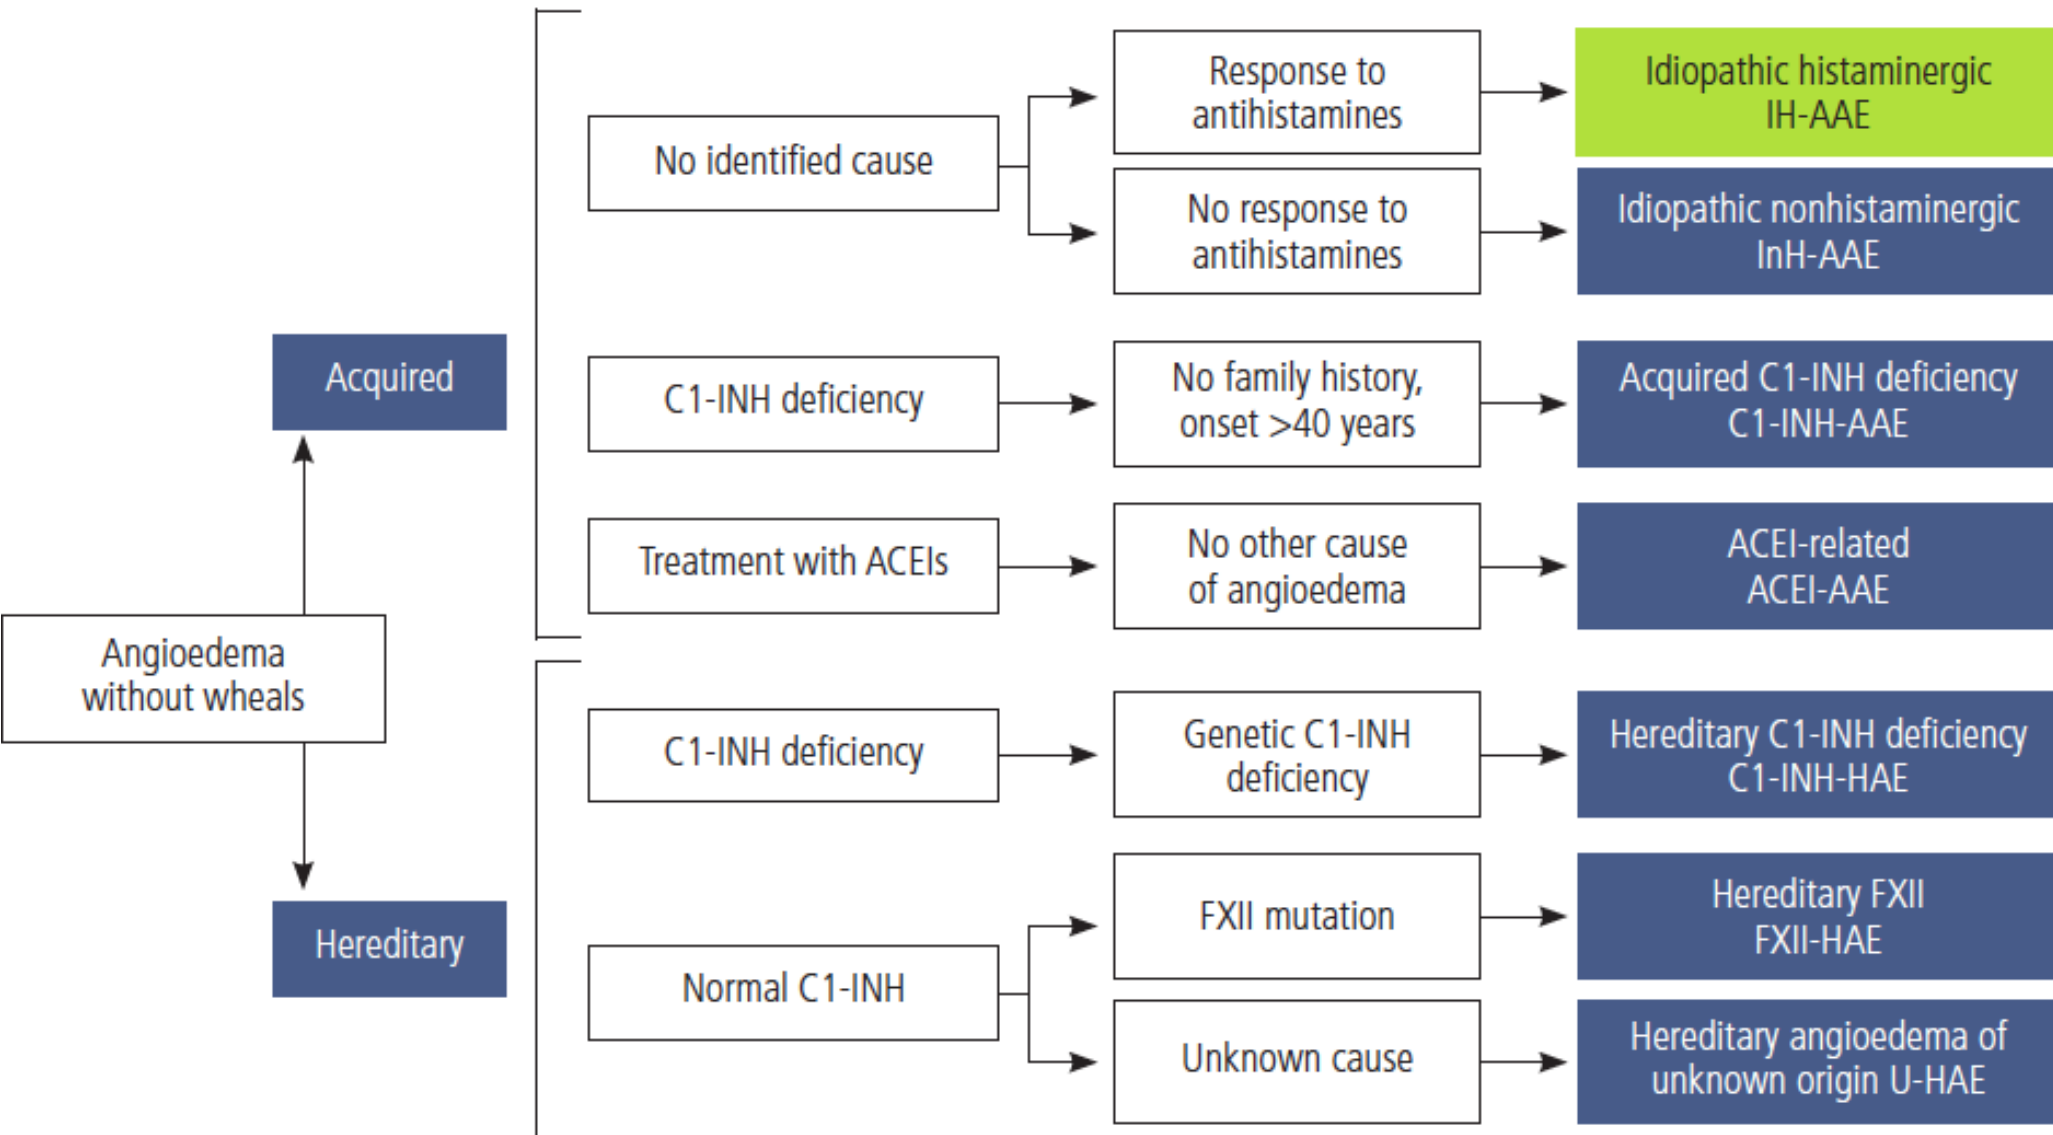 Angioedema
without wheals
Acquired
No identified cause
Response to
antihistamines
Idiopathic histaminergic
IH-AAE
No response to
antihistamines
Idiopathic nonhistaminergic
InH-AAE
C1-INH deficiency
No family history,
onset >40 years
Acquired C1-INH deficiency
C1-INH-AAE
Treatment with ACEIs
No other cause
of angioedema
ACEI-related
ACEI-AAE
Hereditary
C1-INH deficiency
Genetic C1-INH
deficiency
Hereditary C1-INH deficiency
C1-INH-HAE
Normal C1-INH
FXII mutation
Hereditary FXII
FXII-HAE
Unknown cause
Hereditary angioedema of
unknown origin U-HAE